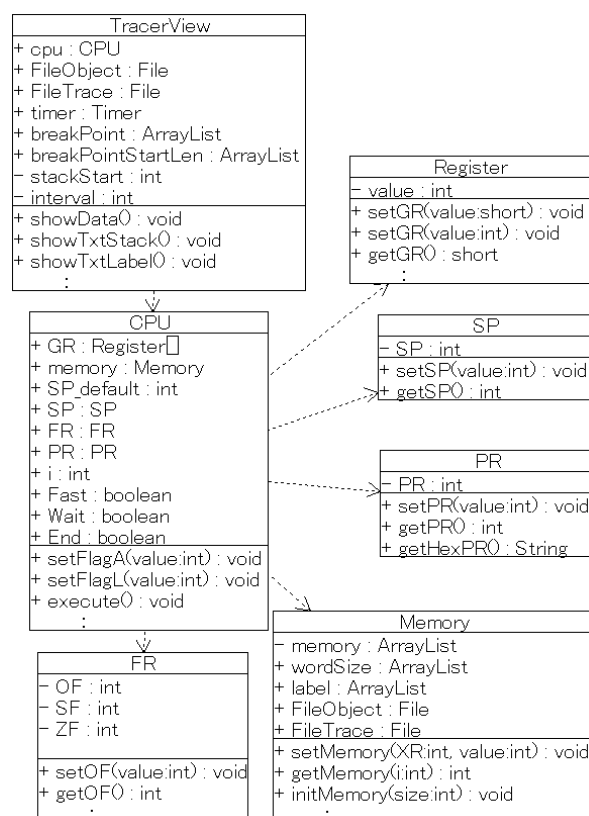 TracerView
+ cpu : CPU
+ FileObject : File
+ FileTrace : File
+ timer : Timer
+ breakPoint : ArrayList
+ breakPointStartLen : ArrayList
- stackStart : int
- interval : int
+ showData() : void
+ showTxtStack() : void
+ showTxtLabel() : void
:
Register
- value : int
+ setGR(value:short) : void
+ setGR(value:int) : void
+ getGR() : short
:
CPU
+ GR : Register[]
+ memory : Memory
+ SP_default : int
+ SP : SP
+ FR : FR
+ PR : PR
+ i : int
+ Fast : boolean
+ Wait : boolean
+ End : boolean
+ setFlagA(value:int) : void
+ setFlagL(value:int) : void
+ execute() : void
:
SP
- SP : int
+ setSP(value:int) : void
+ getSP() : int
PR
- PR : int
+ setPR(value:int) : void
+ getPR() : int
+ getHexPR() : String
FR
- OF : int
- SF : int
- ZF : int
+ setOF(value:int) : void
+ getOF() : int
:
Memory
- memory : ArrayList
+ wordSize : ArrayList
+ label : ArrayList
+ FileObject : File
+ FileTrace : File
+ setMemory(XR:int, value:int) : void
+ getMemory(i:int) : int
+ initMemory(size:int) : void
: